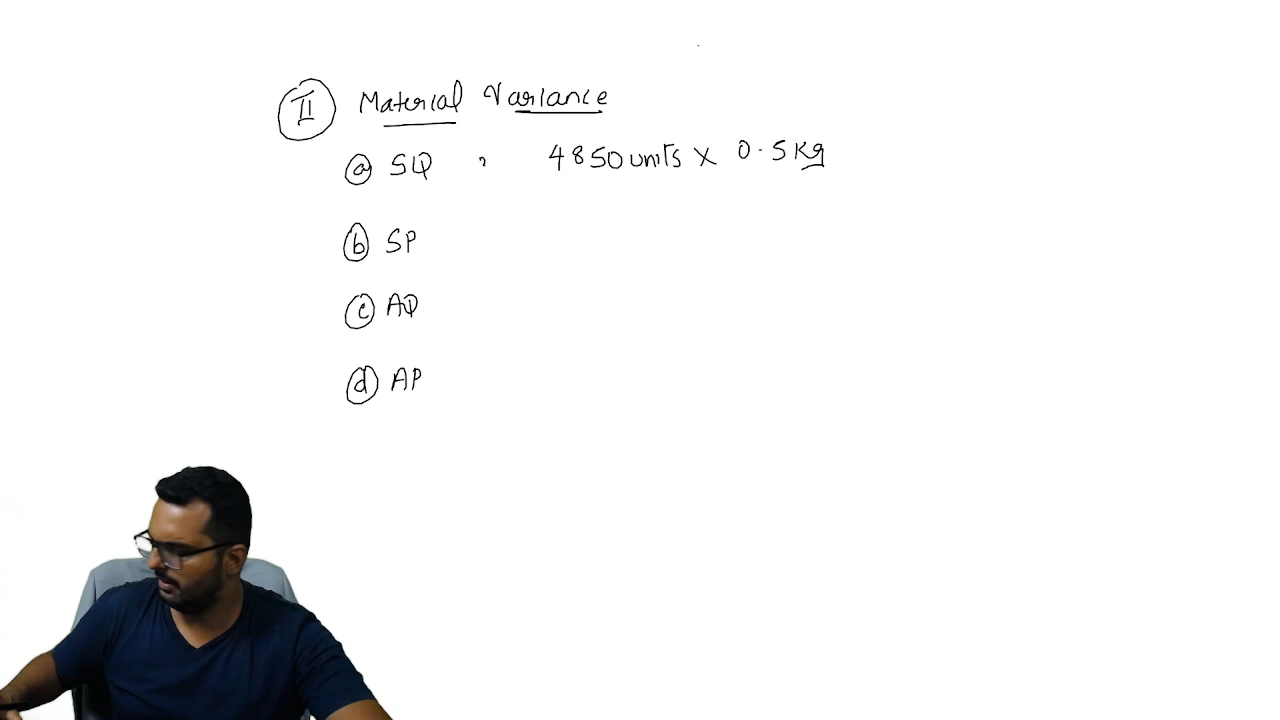 II Material Variance
a SQ , 4850 units X 0.5 Kg
b SP
c AQ
d AP